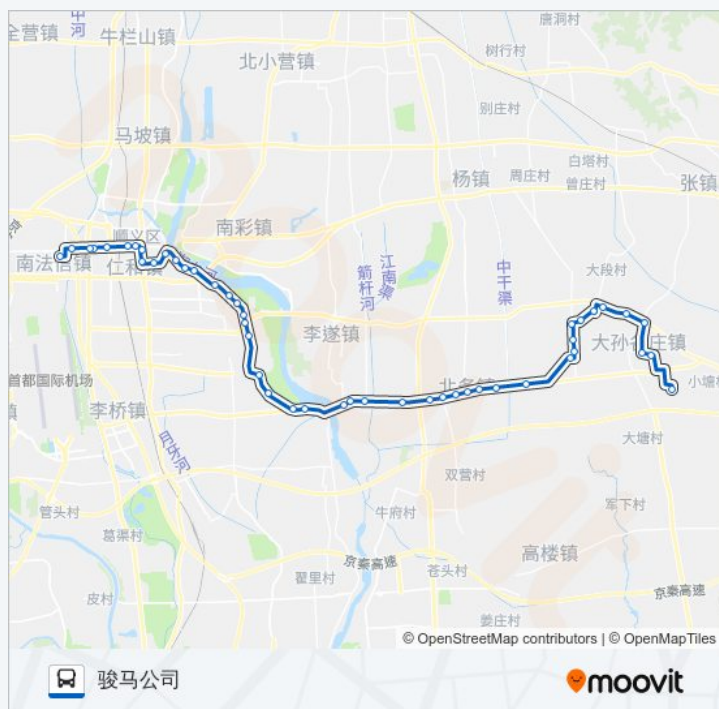 中河
全营镇
牛栏山镇
唐洞村
树行村
北小营镇
马坡镇
别庄村
白塔村
周庄村
曾庄村
杨镇
张镇
南彩镇
顺义区
南法信镇
仁和镇
江南渠
箭杆河
中干渠
大段村
李遂镇
大孙各庄镇
首都国际机场
李桥镇
北务镇
小塘村
月牙河
大塘村
双营村
管头村
葛渠村
牛府村
军下村
高楼镇
京秦高速
苍头村
翟里村
京秦高速
皮村
姜庄村
© OpenStreetMap contributors | © OpenMapTiles
骏马公司
moovit